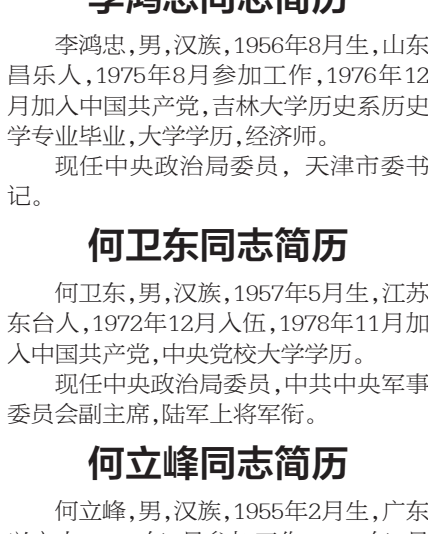 李鸿忠同志简历
李鸿忠,男,汉族,1956年8月生,山东
昌乐人,1975年8月参加工作,1976年12
月加入中国共产党,吉林大学历史系历史
学专业毕业,大学学历,经济师。
现任中央政治局委员，天津市委书
记。
何卫东同志简历
何卫东,男,汉族,1957年5月生,江苏
东台人,1972年12月入伍,1978年11月加
入中国共产党,中央党校大学学历。
现任中央政治局委员,中共中央军事
委员会副主席,陆军上将军衔。
何立峰同志简历
何立峰,男,汉族,1955年2月生,广东